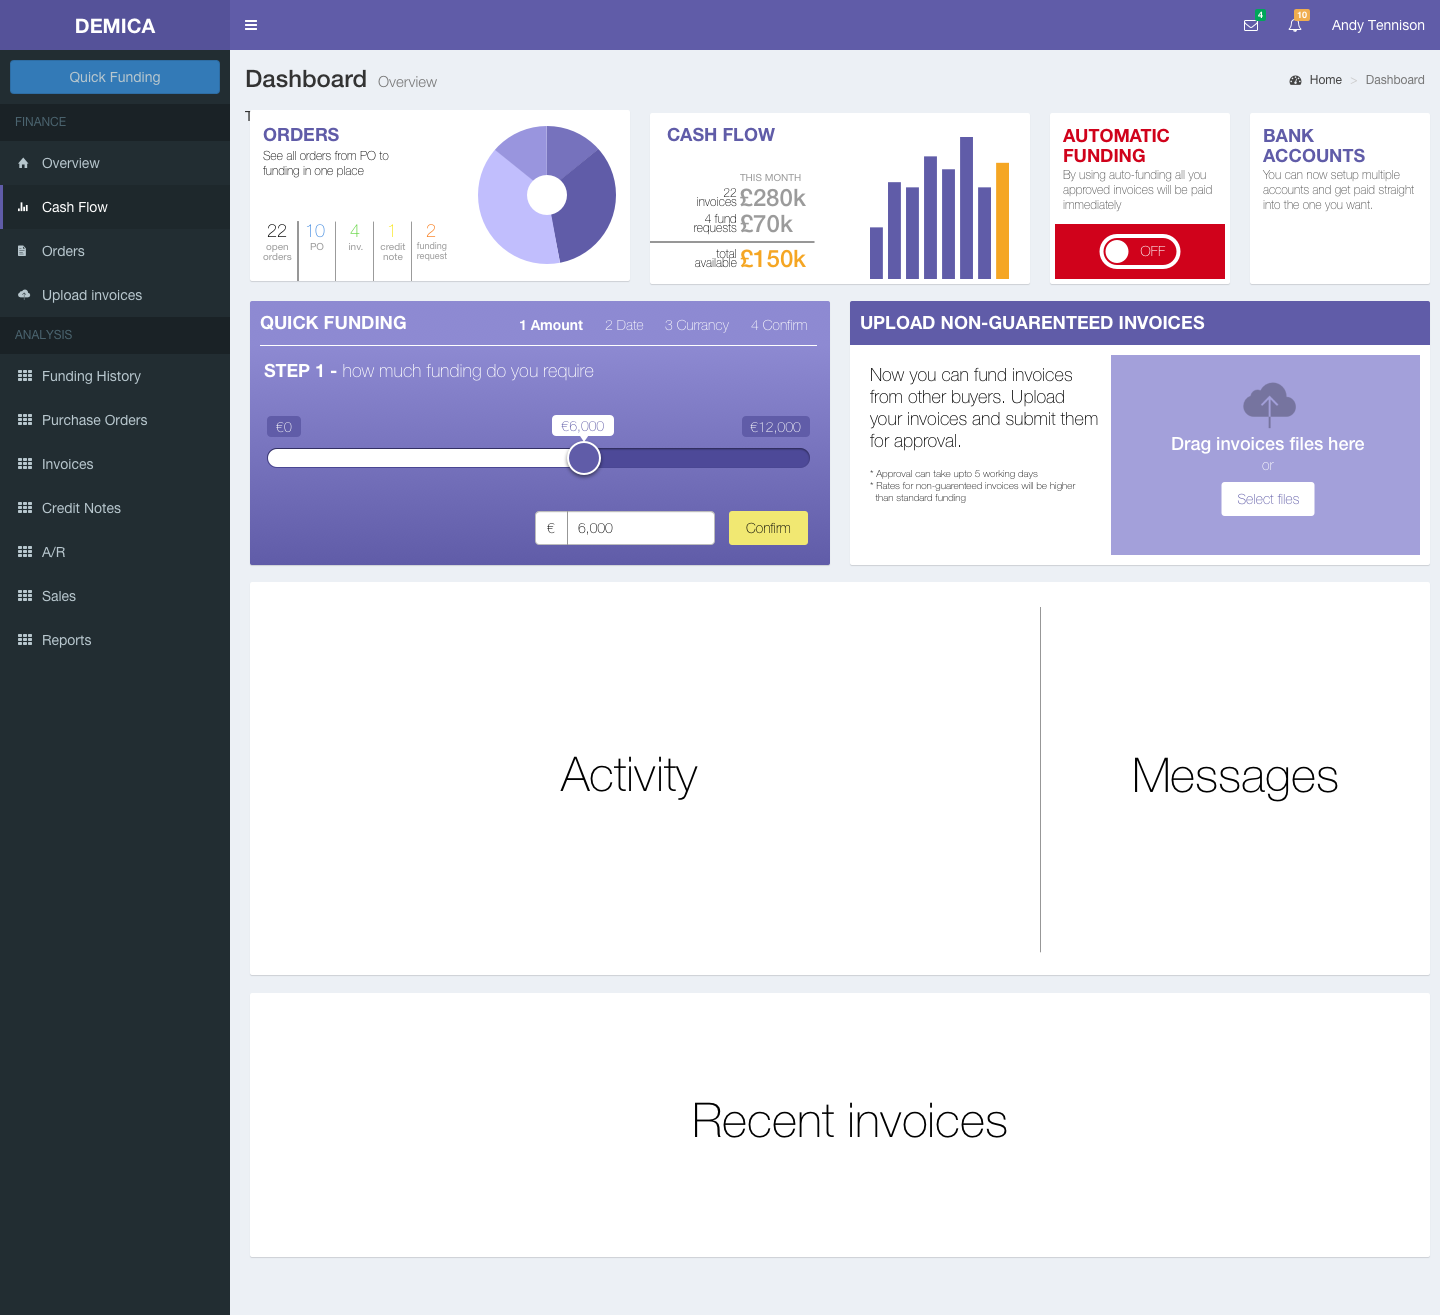 DEMICA
4
10
Andy Tennison
Quick Funding
FINANCE
Overview
Cash Flow
Orders
Upload invoices
ANALYSIS
Funding History
Purchase Orders
Invoices
Credit Notes
A/R
Sales
Reports
Dashboard Overview
Home > Dashboard
ORDERS
See all orders from PO to
funding in one place
22
open
orders
10
PO
4
inv.
1
credit
note
2
funding
request
CASH FLOW
THIS MONTH
22
invoices £280k
4 fund
requests £70k
total
available £150k
AUTOMATIC
FUNDING
By using auto-funding all you
approved invoices will be paid
immediately
OFF
BANK
ACCOUNTS
You can now setup multiple
accounts and get paid straight
into the one you want.
QUICK FUNDING
1 Amount 2 Date 3 Currancy 4 Confirm
STEP 1 - how much funding do you require
€0 €6,000 €12,000
€ 6,000 Confirm
UPLOAD NON-GUARENTEED INVOICES
Now you can fund invoices
from other buyers. Upload
your invoices and submit them
for approval.
* Approval can take upto 5 working days
* Rates for non-guarenteed invoices will be higher
than standard funding
Drag invoices files here
or
Select files
Activity
Messages
Recent invoices